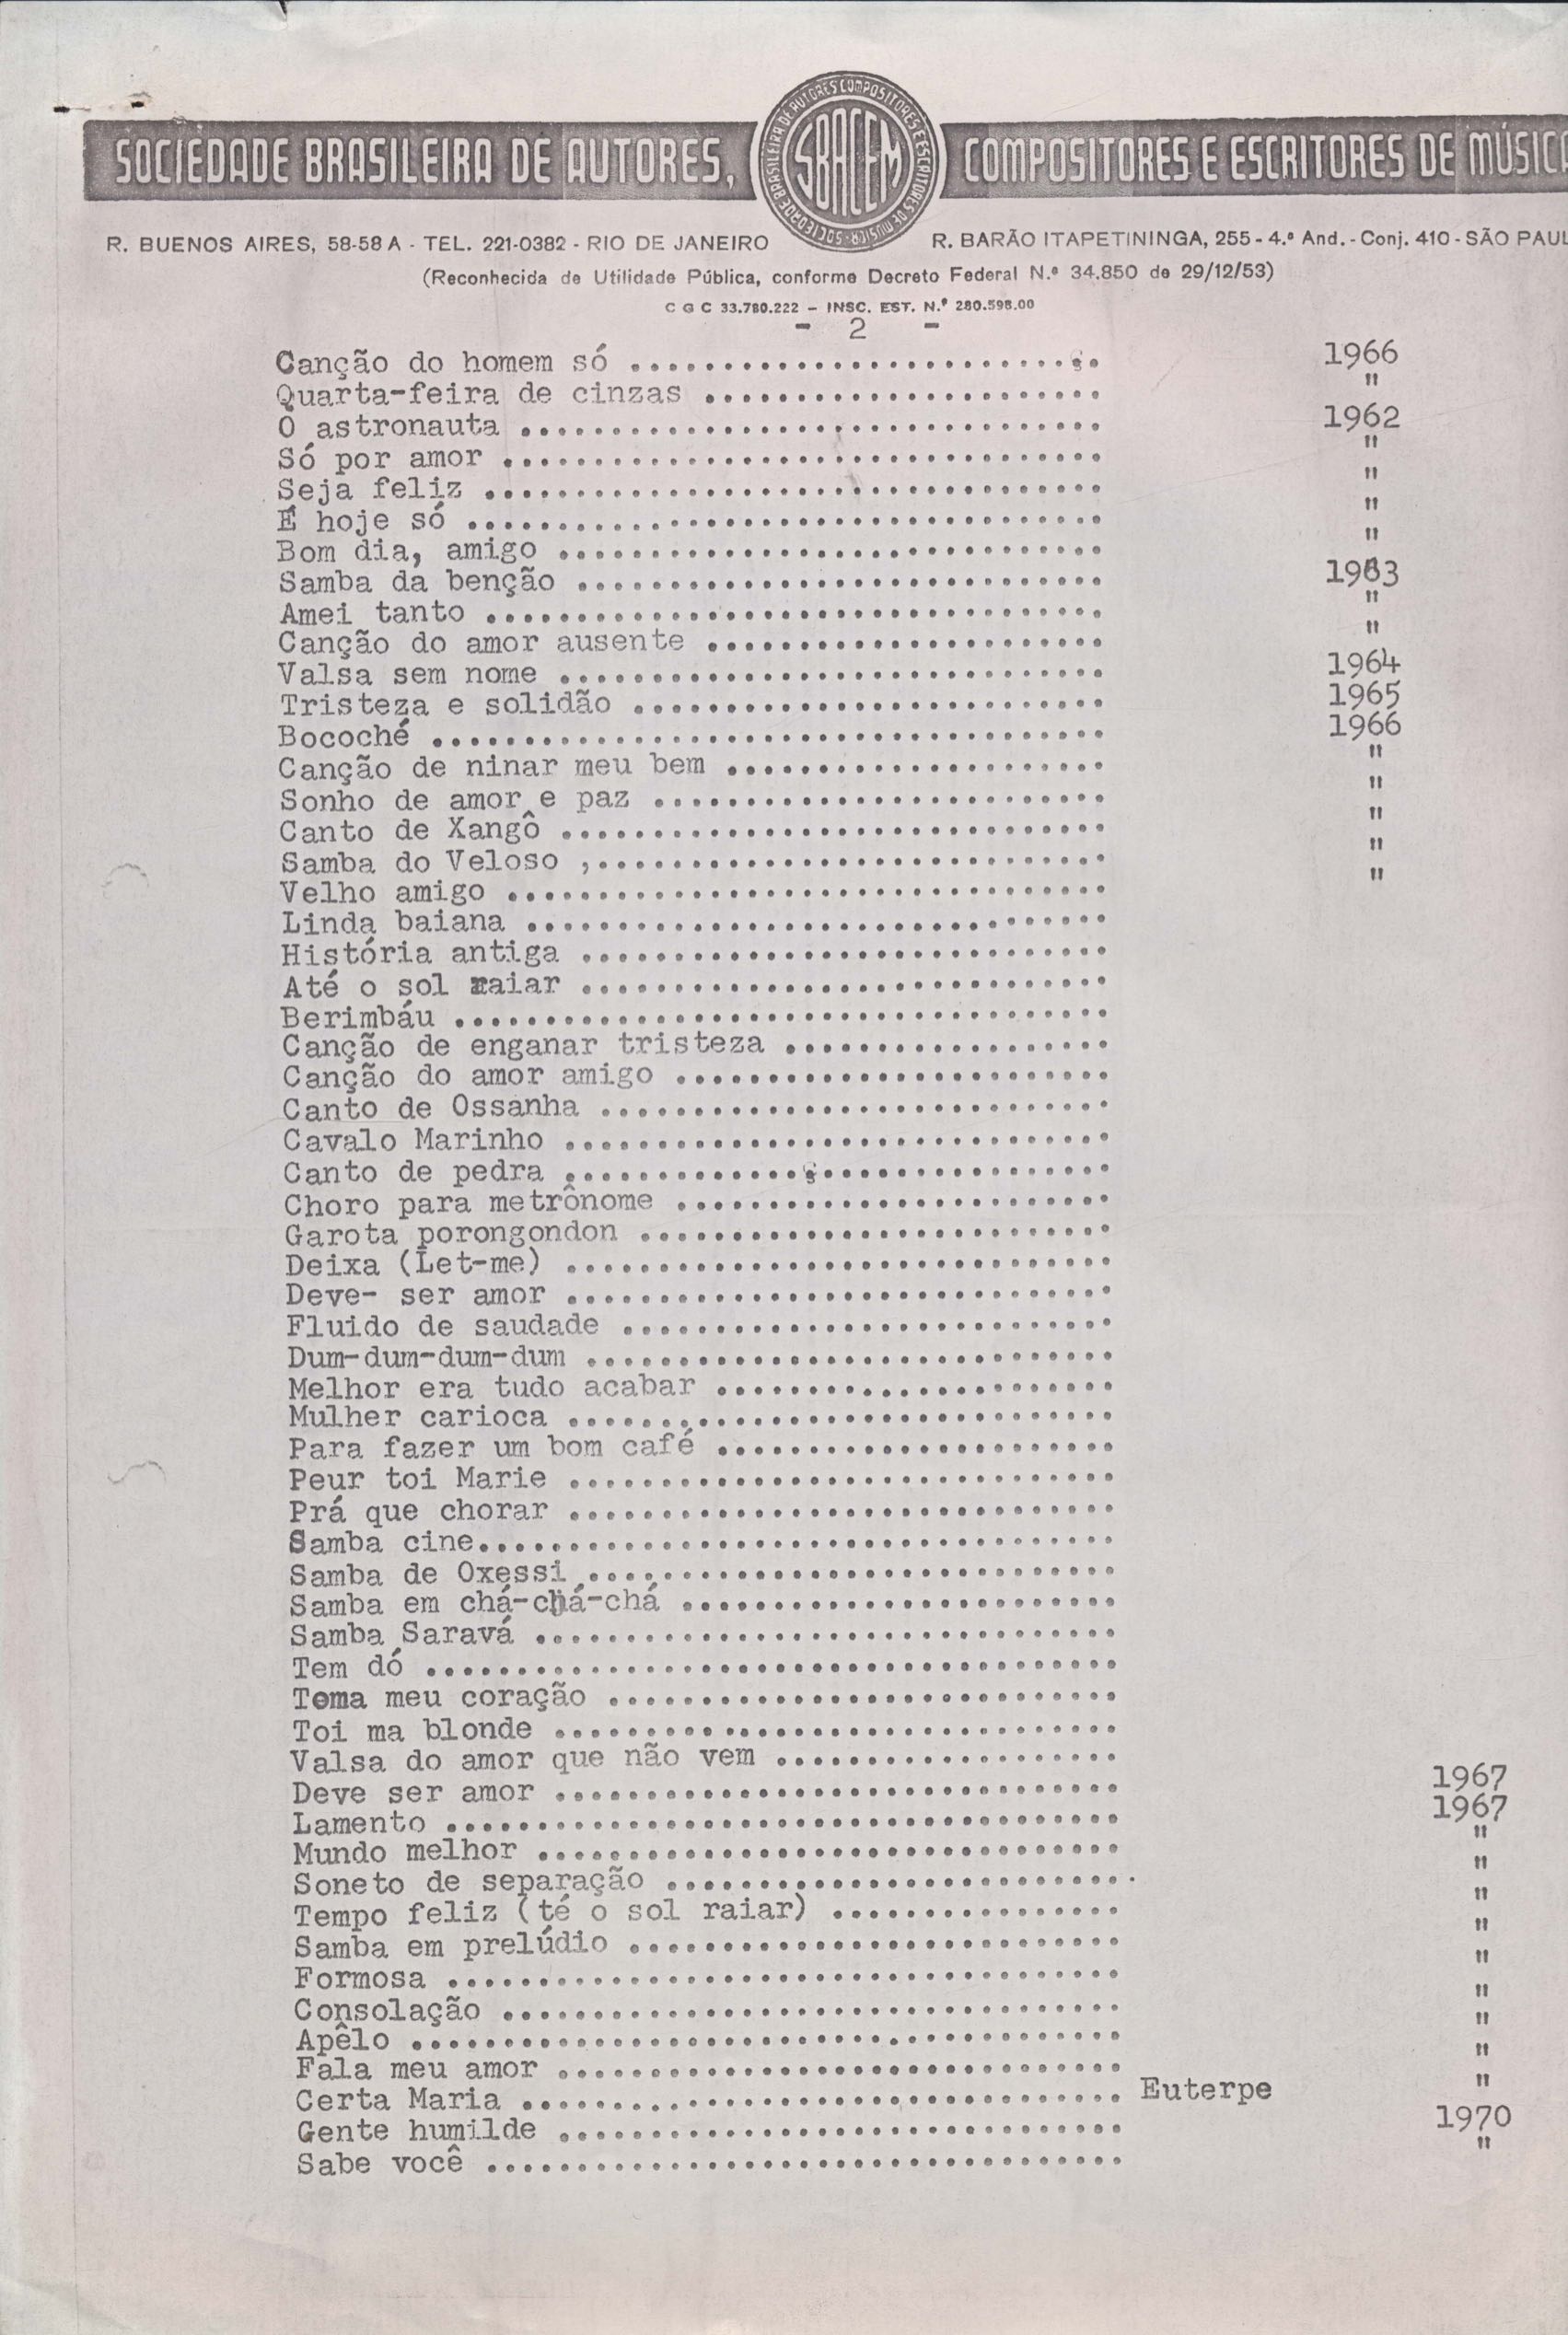 SOCIEDADE BRASILEIRA DE AUTORES, SBACEM COMPOSITORES E ESCRITORES DE MÚSIC
SOCIEDADE BRASILEIRA DE AUTORES COMPOSITORES E ESCRITORES DE MUSICA
R. BUENOS AIRES, 58-58 A - TEL. 221-0382 - RIO DE JANEIRO R. BARÃO ITAPETININGA, 255 - 4.º And. - Conj. 410 - SÃO PAUL
(Reconhecida de Utilidade Pública, conforme Decreto Federal N.º 34.850 de 29/12/53)
C G C 33.780.222 – INSC. EST. N.º 280.598.00
- 2 -
Canção do homem só .......................... 1966
Quarta-feira de cinzas ...................... "
O astronauta ................................ 1962
Só por amor ................................. "
Seja feliz .................................. "
É hoje só ................................... "
Bom dia, amigo .............................. "
Samba da benção ............................. 1963
Amei tanto .................................. "
Canção do amor ausente ...................... "
Valsa sem nome .............................. 1964
Tristeza e solidão .......................... 1965
Bocoché ..................................... 1966
Canção de ninar meu bem ..................... "
Sonho de amor e paz ......................... "
Canto de Xangô .............................. "
Samba do Veloso ,............................ "
Velho amigo ................................. "
Linda baiana ................................
História antiga .............................
Até o sol raiar .............................
Berimbáu ....................................
Canção de enganar tristeza ..................
Canção do amor amigo ........................
Canto de Ossanha ............................
Cavalo Marinho ..............................
Canto de pedra ..............................
Choro para metrônome ........................
Garota porongondon ..........................
Deixa (Let-me) ..............................
Deve- ser amor ..............................
Fluido de saudade ...........................
Dum-dum-dum-dum .............................
Melhor era tudo acabar ......................
Mulher carioca ..............................
Para fazer um bom café ......................
Peur toi Marie ..............................
Prá que chorar ..............................
Samba cine...................................
Samba de Oxessi .............................
Samba em chá-chá-chá ........................
Samba Saravá ................................
Tem dó ......................................
Toma meu coração ............................
Toi ma blonde ...............................
Valsa do amor que não vem ...................
Deve ser amor ............................... 1967
Lamento ..................................... 1967
Mundo melhor ................................ "
Soneto de separação ......................... "
Tempo feliz (té o sol raiar) ................ "
Samba em prelúdio ........................... "
Formosa ..................................... "
Consolação .................................. "
Apêlo ....................................... "
Fala meu amor ............................... "
Certa Maria ................................. Euterpe "
Gente humilde ............................... 1970
Sabe você ................................... "